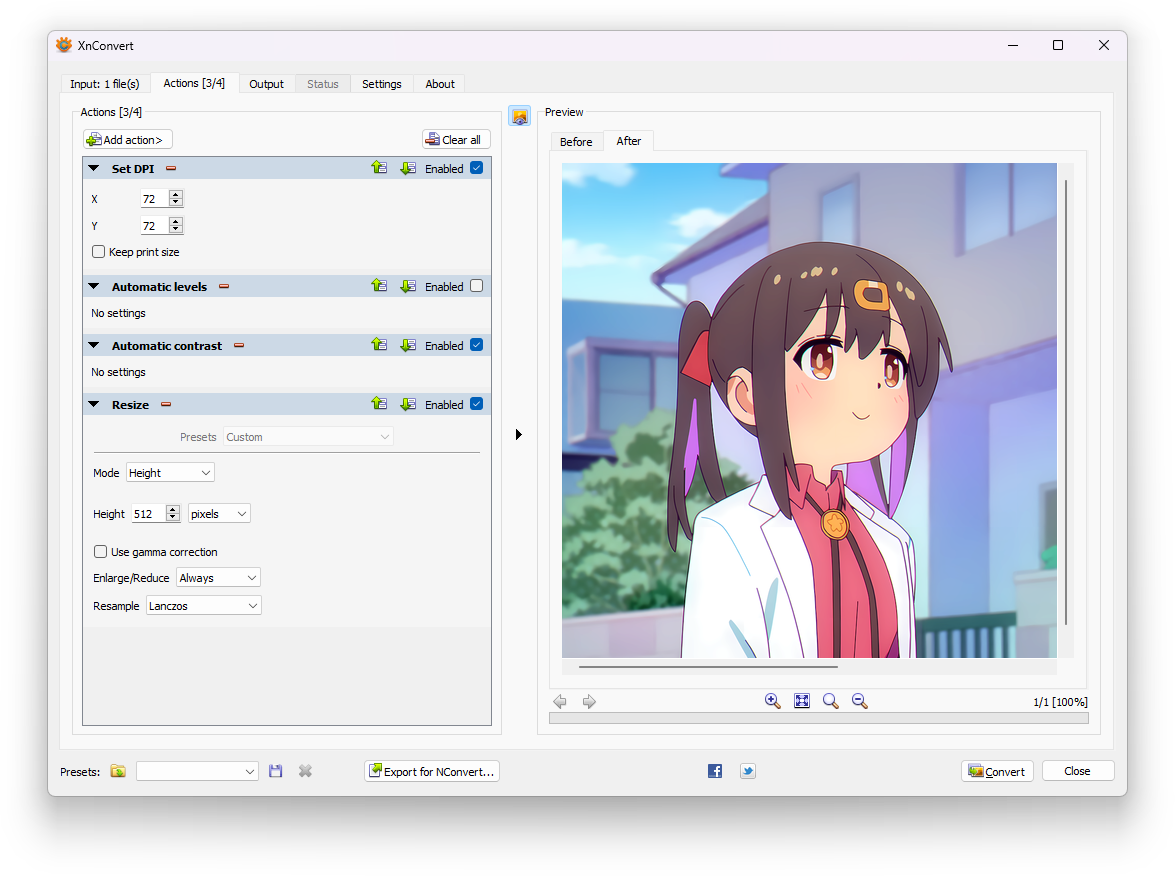 XnConvert
Input: 1 file(s)
Actions [3/4]
Output
Status
Settings
About
Actions [3/4]
Add action>
Clear all
Set DPI
Enabled
X
72
Y
72
Keep print size
Automatic levels
Enabled
No settings
Automatic contrast
Enabled
No settings
Resize
Enabled
Presets
Custom
Mode
Height
Height
512
pixels
Use gamma correction
Enlarge/Reduce
Always
Resample
Lanczos
Preview
Before
After
1/1 [100%]
Presets:
Export for NConvert...
Convert
Close